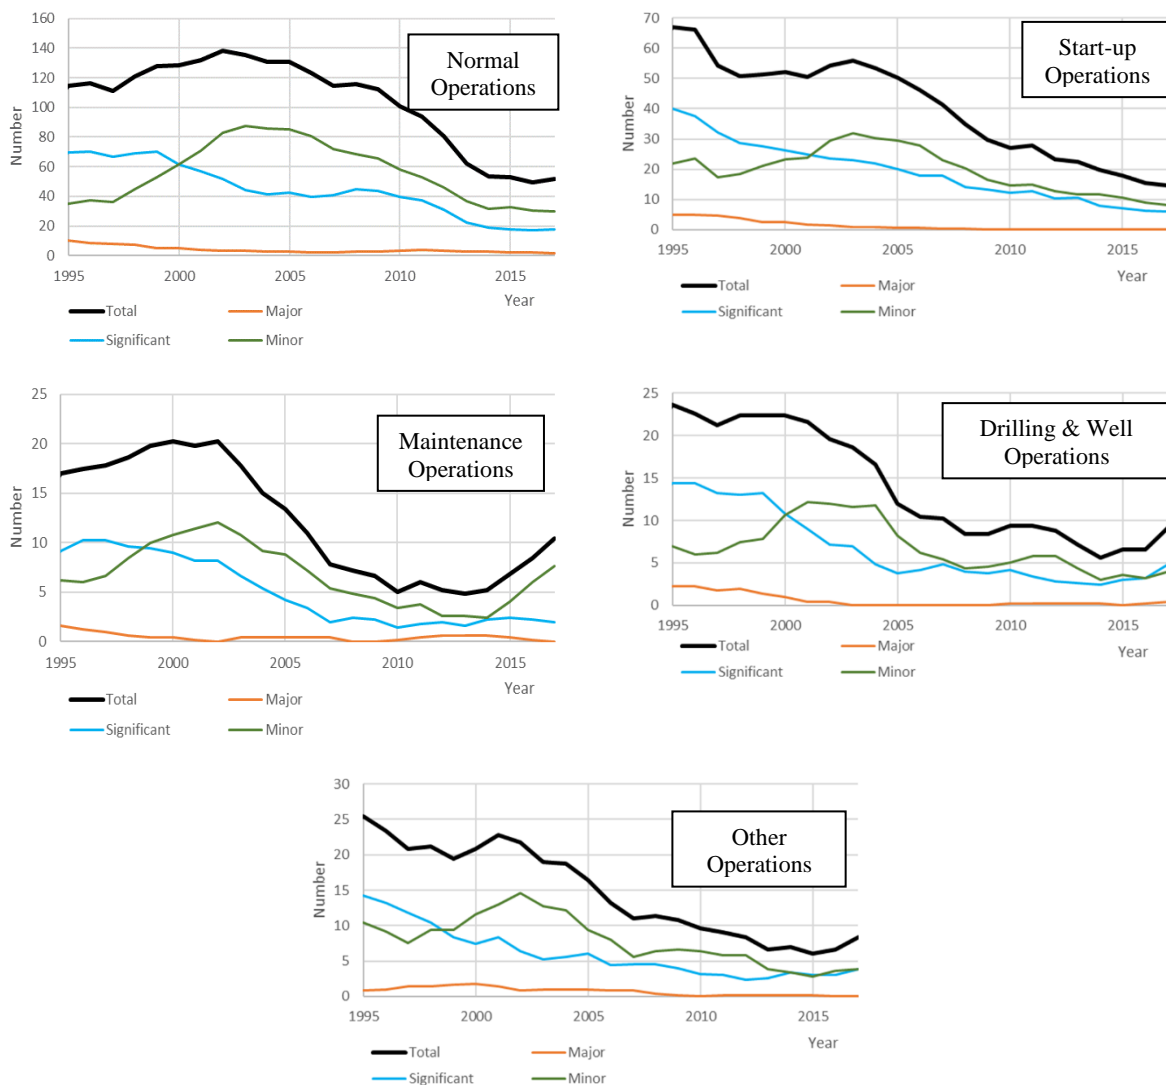 160
140
120
100
80
60
40
20
0
Number
1995 2000 2005 2010 2015
Year
Normal
Operations
Total Major
Significant Minor
70
60
50
40
30
20
10
0
Number
1995 2000 2005 2010 2015
Year
Start-up
Operations
Total Major
Significant Minor
25
20
15
10
5
0
Number
1995 2000 2005 2010 2015
Year
Maintenance
Operations
Total Major
Significant Minor
25
20
15
10
5
0
Number
1995 2000 2005 2010 2015
Year
Drilling & Well
Operations
Total Major
Significant Minor
30
25
20
15
10
5
0
Number
1995 2000 2005 2010 2015
Year
Other
Operations
Total Major
Significant Minor